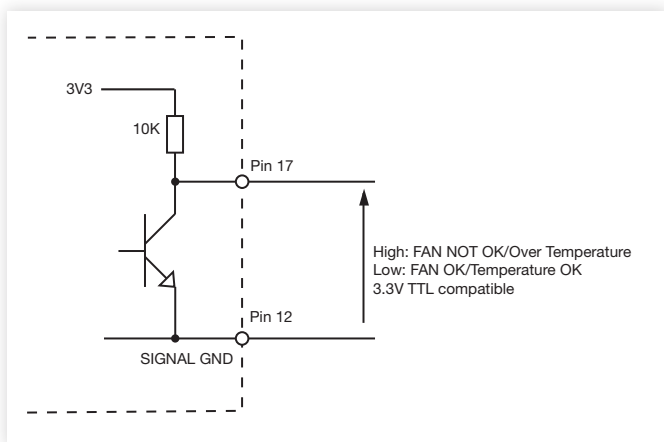 3V3
10K
Pin 17
High: FAN NOT OK/Over Temperature
Low: FAN OK/Temperature OK
3.3V TTL compatible
Pin 12
SIGNAL GND